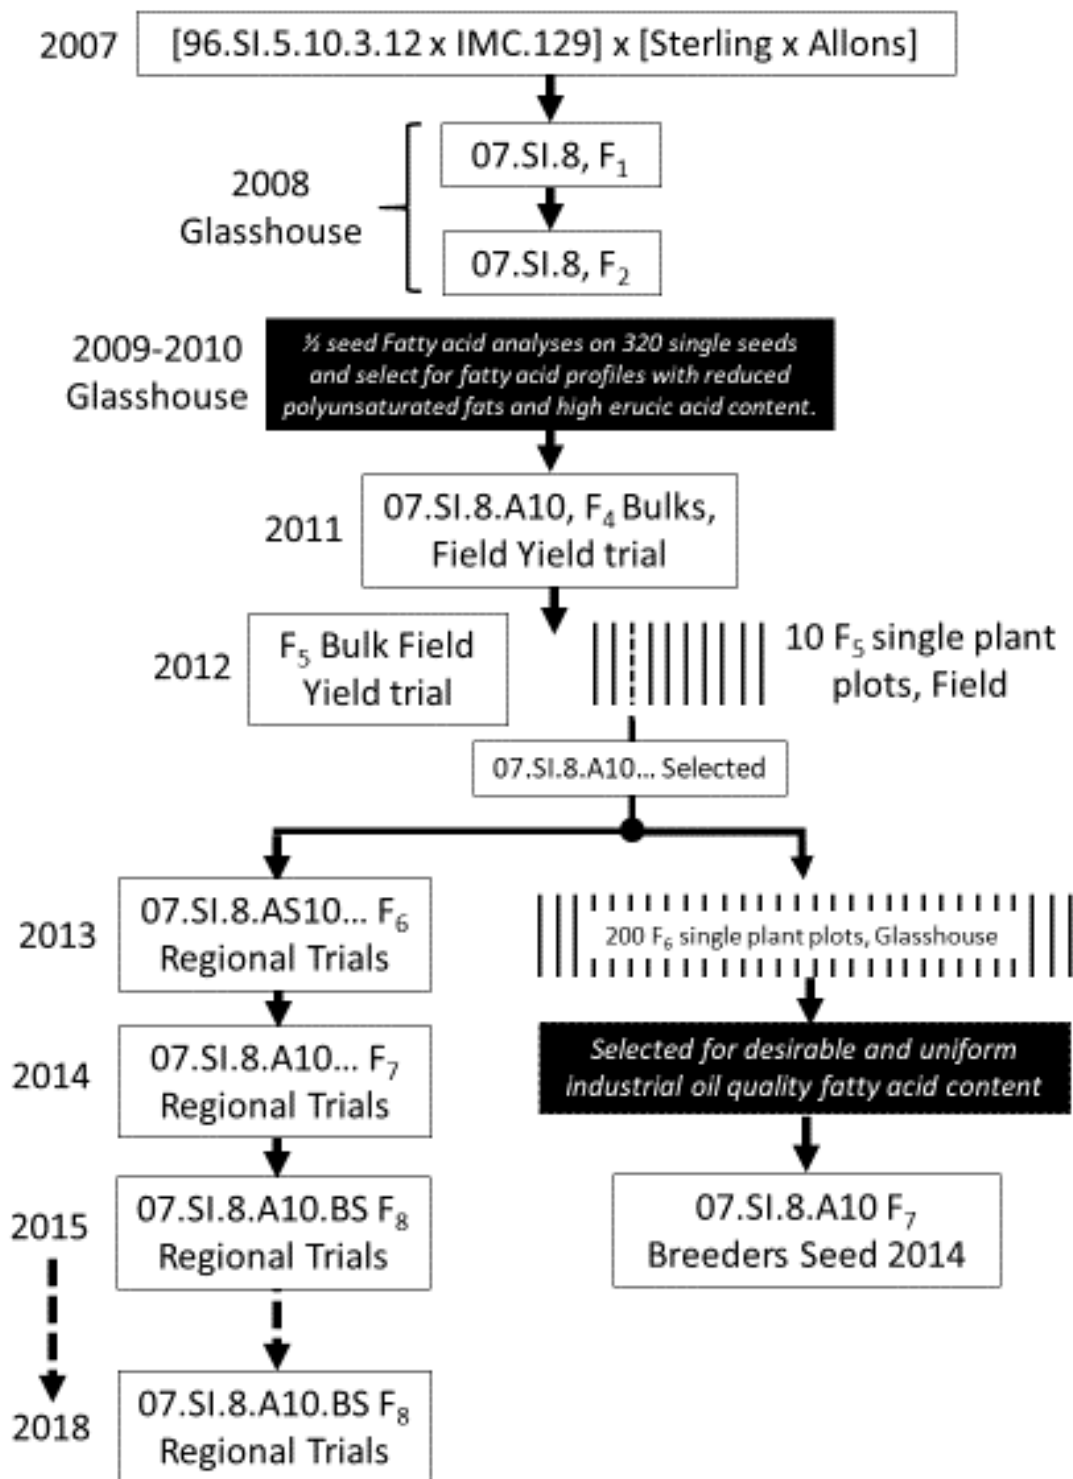 2007
[96.SI.5.10.3.12 x IMC.129] x [Sterling x Allons]
2008
Glasshouse
07.SI.8, F₁
07.SI.8, F₂
2009-2010
Glasshouse
½ seed Fatty acid analyses on 320 single seeds
and select for fatty acid profiles with reduced
polyunsaturated fats and high erucic acid content.
2011
07.SI.8.A10, F₄ Bulks,
Field Yield trial
2012
F₅ Bulk Field
Yield trial
10 F₅ single plant
plots, Field
07.SI.8.A10... Selected
2013
07.SI.8.AS10... F₆
Regional Trials
200 F₆ single plant plots, Glasshouse
2014
07.SI.8.A10... F₇
Regional Trials
Selected for desirable and uniform
industrial oil quality fatty acid content
2015
07.SI.8.A10.BS F₈
Regional Trials
07.SI.8.A10 F₇
Breeders Seed 2014
2018
07.SI.8.A10.BS F₈
Regional Trials